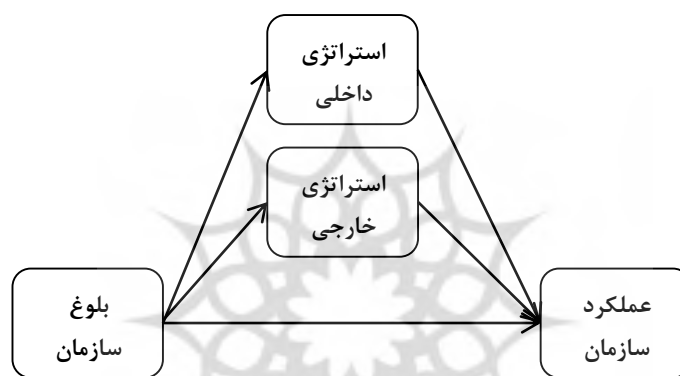 استراتژی
داخلی
استراتژی
خارجی
بلوغ
سازمان
عملکرد
سازمان